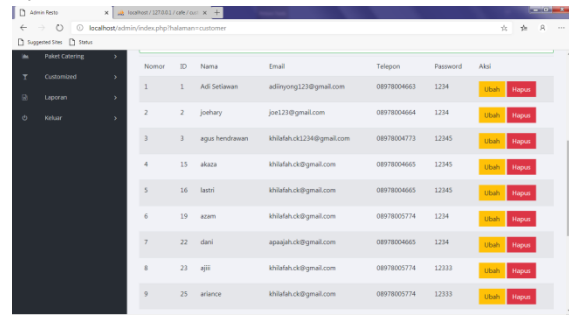 Admin Resto
localhost / 127.0.0.1 / cafe / cus
localhost/admin/index.php?halaman=customer
Suggested Sites Status
Paket Catering
Customized
Laporan
Keluar
Nomor ID Nama Email Telepon Password Aksi
1 1 Adi Setiawan adiinyong123@gmail.com 08978004663 1234 Ubah Hapus
2 2 joehary joe123@gmail.com 08978004664 1234 Ubah Hapus
3 3 agus hendrawan khilafah.ck1234@gmail.com 08978004773 12345 Ubah Hapus
4 15 akaza khilafah.ck@gmail.com 08978004665 12345 Ubah Hapus
5 16 lastri khilafah.ck@gmail.com 08978004665 12345 Ubah Hapus
6 19 azam khilafah.ck@gmail.com 08978005774 1234 Ubah Hapus
7 22 dani apaajah.ck@gmail.com 08978004665 1234 Ubah Hapus
8 23 ajiii khilafah.ck@gmail.com 08978005774 12333 Ubah Hapus
9 25 ariance khilafah.ck@gmail.com 08978005774 12333 Ubah Hapus